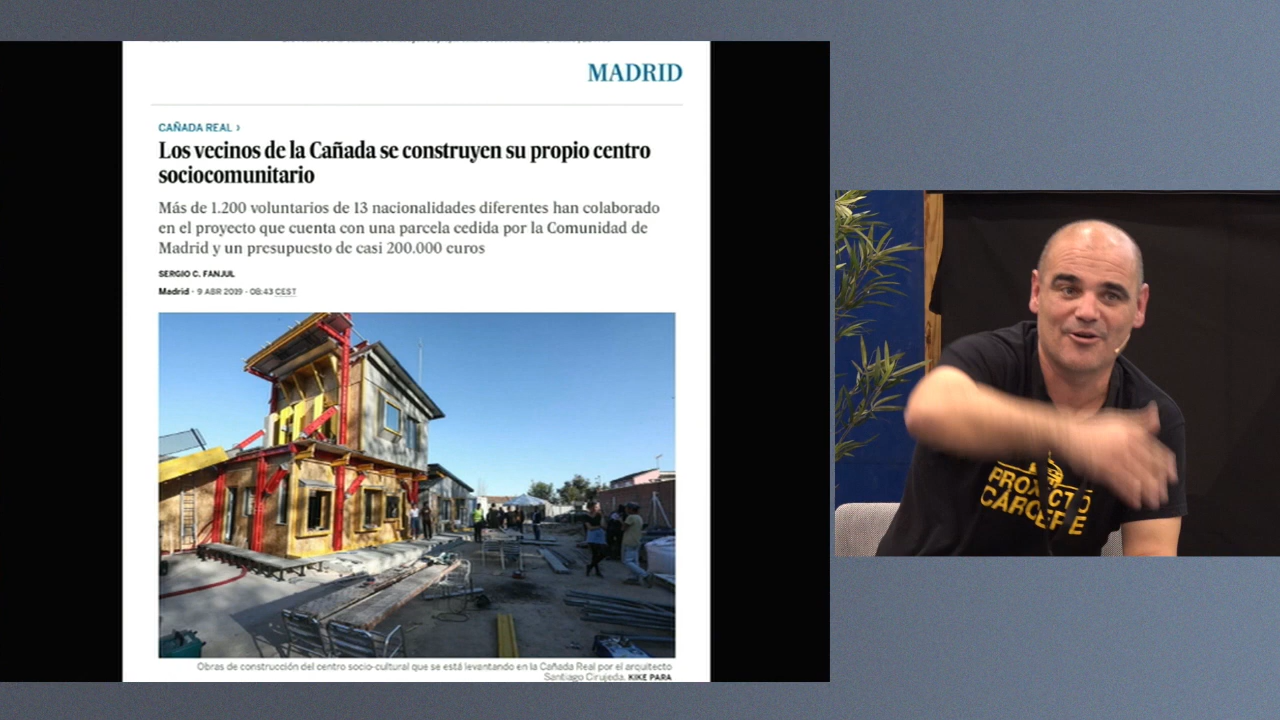 MADRID
CAÑADA REAL ›
Los vecinos de la Cañada se construyen su propio centro
sociocomunitario
Más de 1.200 voluntarios de 13 nacionalidades diferentes han colaborado
en el proyecto que cuenta con una parcela cedida por la Comunidad de
Madrid y un presupuesto de casi 200.000 euros
SERGIO C. FANJUL
Madrid - 9 ABR 2019 - 08:43 CEST
Obras de construcción del centro socio-cultural que se está levantando en la Cañada Real por el arquitecto
Santiago Cirujeda. KIKE PARA